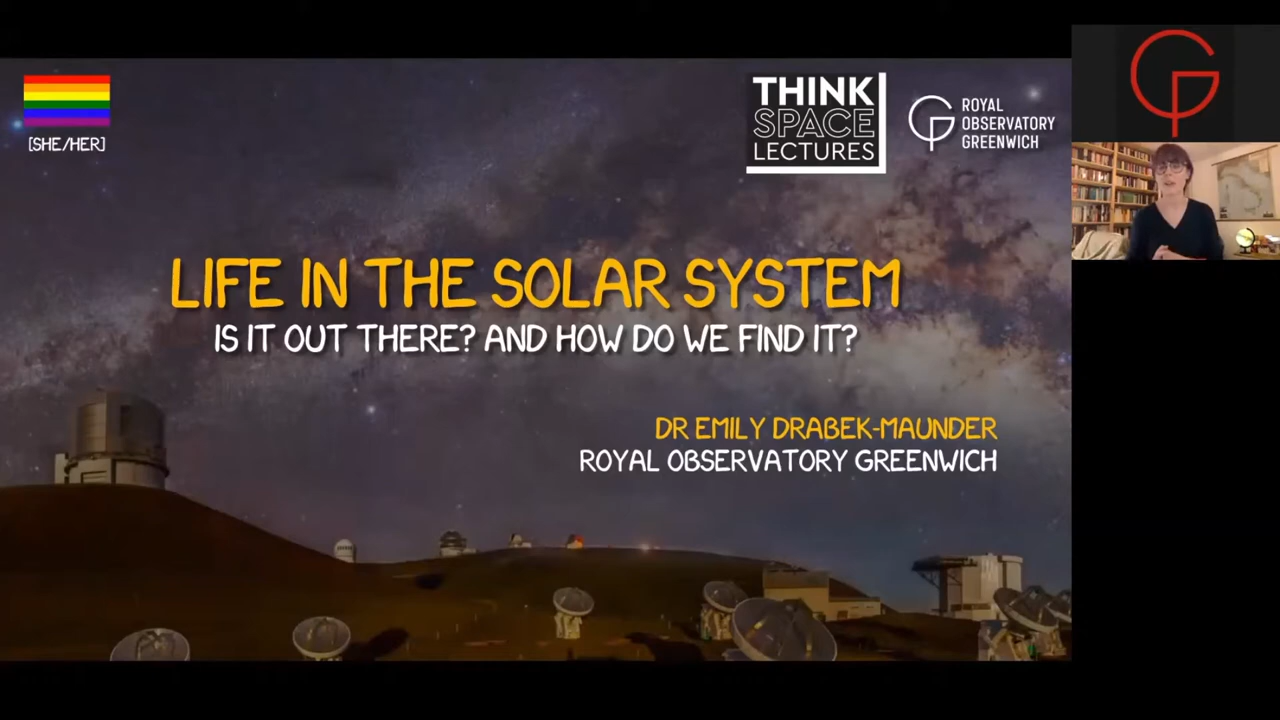 [SHE/HER]
THINK
SPACE
LECTURES
ROYAL
OBSERVATORY
GREENWICH
LIFE IN THE SOLAR SYSTEM
IS IT OUT THERE? AND HOW DO WE FIND IT?
DR EMILY DRABEK-MAUNDER
ROYAL OBSERVATORY GREENWICH